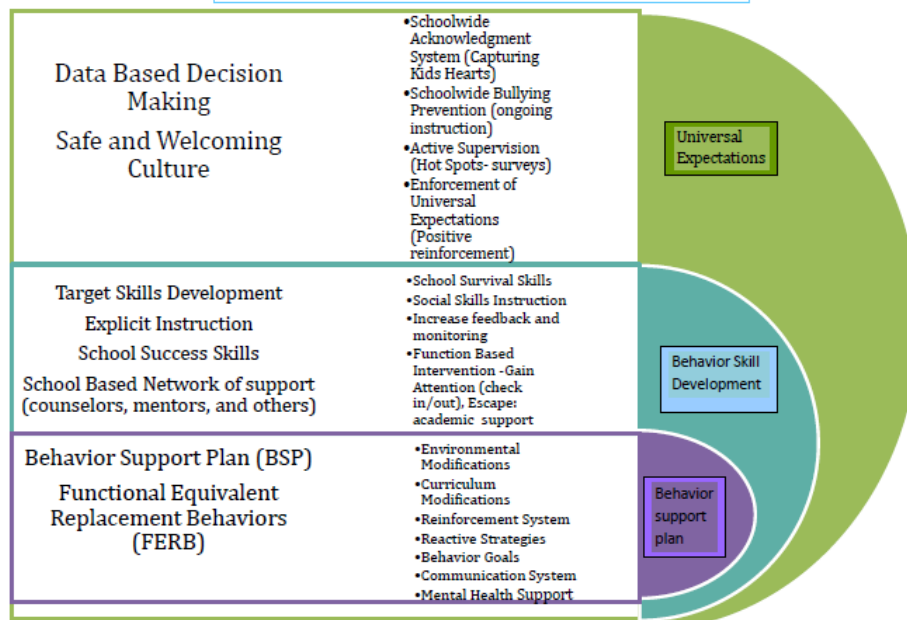 Data Based Decision
Making
Safe and Welcoming
Culture
•Schoolwide
Acknowledgment
System (Capturing
Kids Hearts)
•Schoolwide Bullying
Prevention (ongoing
instruction)
•Active Supervision
(Hot Spots- surveys)
•Enforcement of
Universal
Expectations
(Positive
reinforcement)
Universal
Expectations
Target Skills Development
Explicit Instruction
School Success Skills
School Based Network of support
(counselors, mentors, and others)
•School Survival Skills
•Social Skills Instruction
•Increase feedback and
monitoring
•Function Based
Intervention -Gain
Attention (check
in/out), Escape:
academic support
Behavior Skill
Development
Behavior Support Plan (BSP)
Functional Equivalent
Replacement Behaviors
(FERB)
•Environmental
Modifications
•Curriculum
Modifications
•Reinforcement System
•Reactive Strategies
•Behavior Goals
•Communication System
•Mental Health Support
Behavior
support
plan